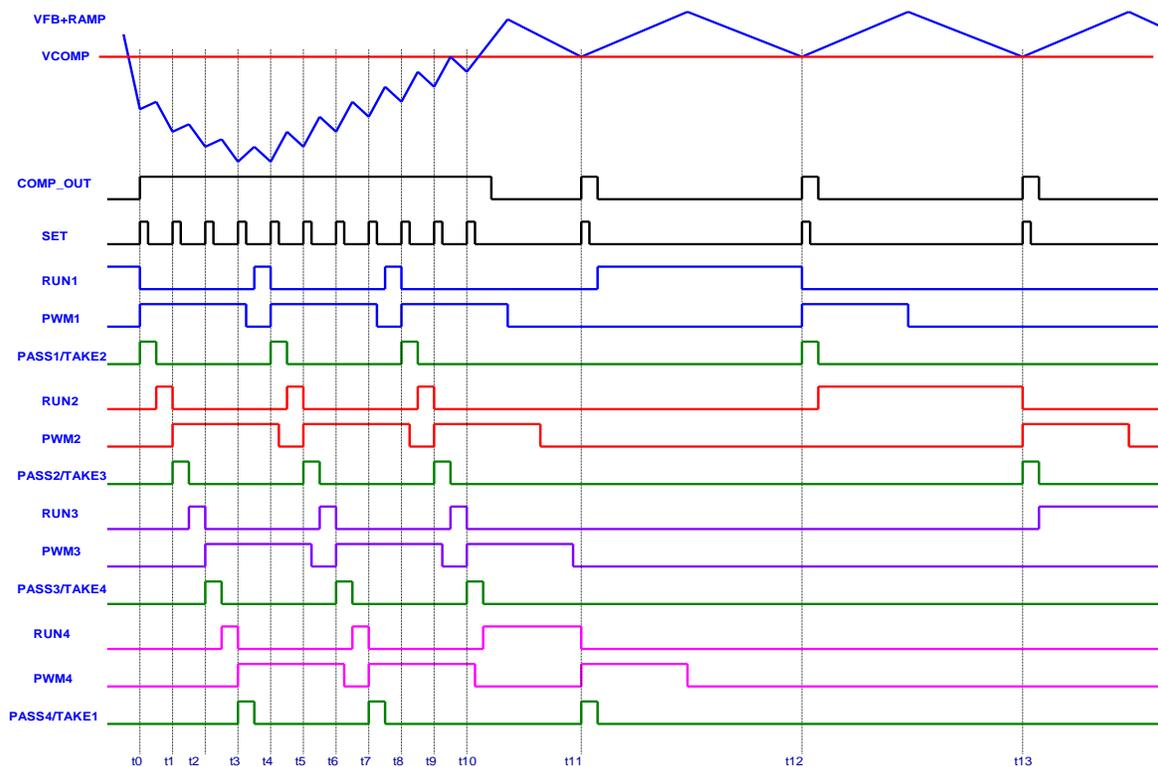 VFB+RAMP
VCOMP
COMP_OUT
SET
RUN1
PWM1
PASS1/TAKE2
RUN2
PWM2
PASS2/TAKE3
RUN3
PWM3
PASS3/TAKE4
RUN4
PWM4
PASS4/TAKE1
t0 t1 t2 t3 t4 t5 t6 t7 t8 t9 t10 t11 t12 t13